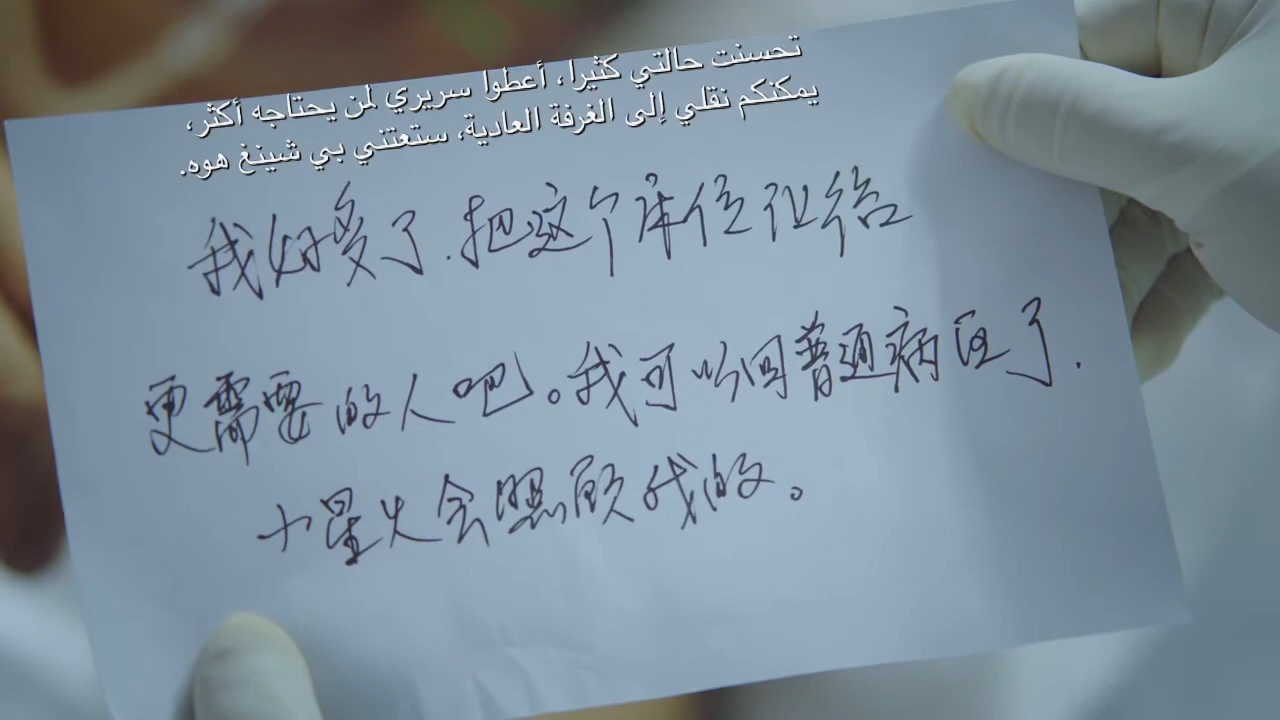 تحسنت حالتي كثيرا، أعطوا سريري لمن يحتاجه أكثر،
يمكنكم نقلي إلى الغرفة العادية، ستعتني بي شينغ هوه.
我好多了.把这个床位让给
更需要的人吧。我可以回普通病区了.
小星火会照顾我的。